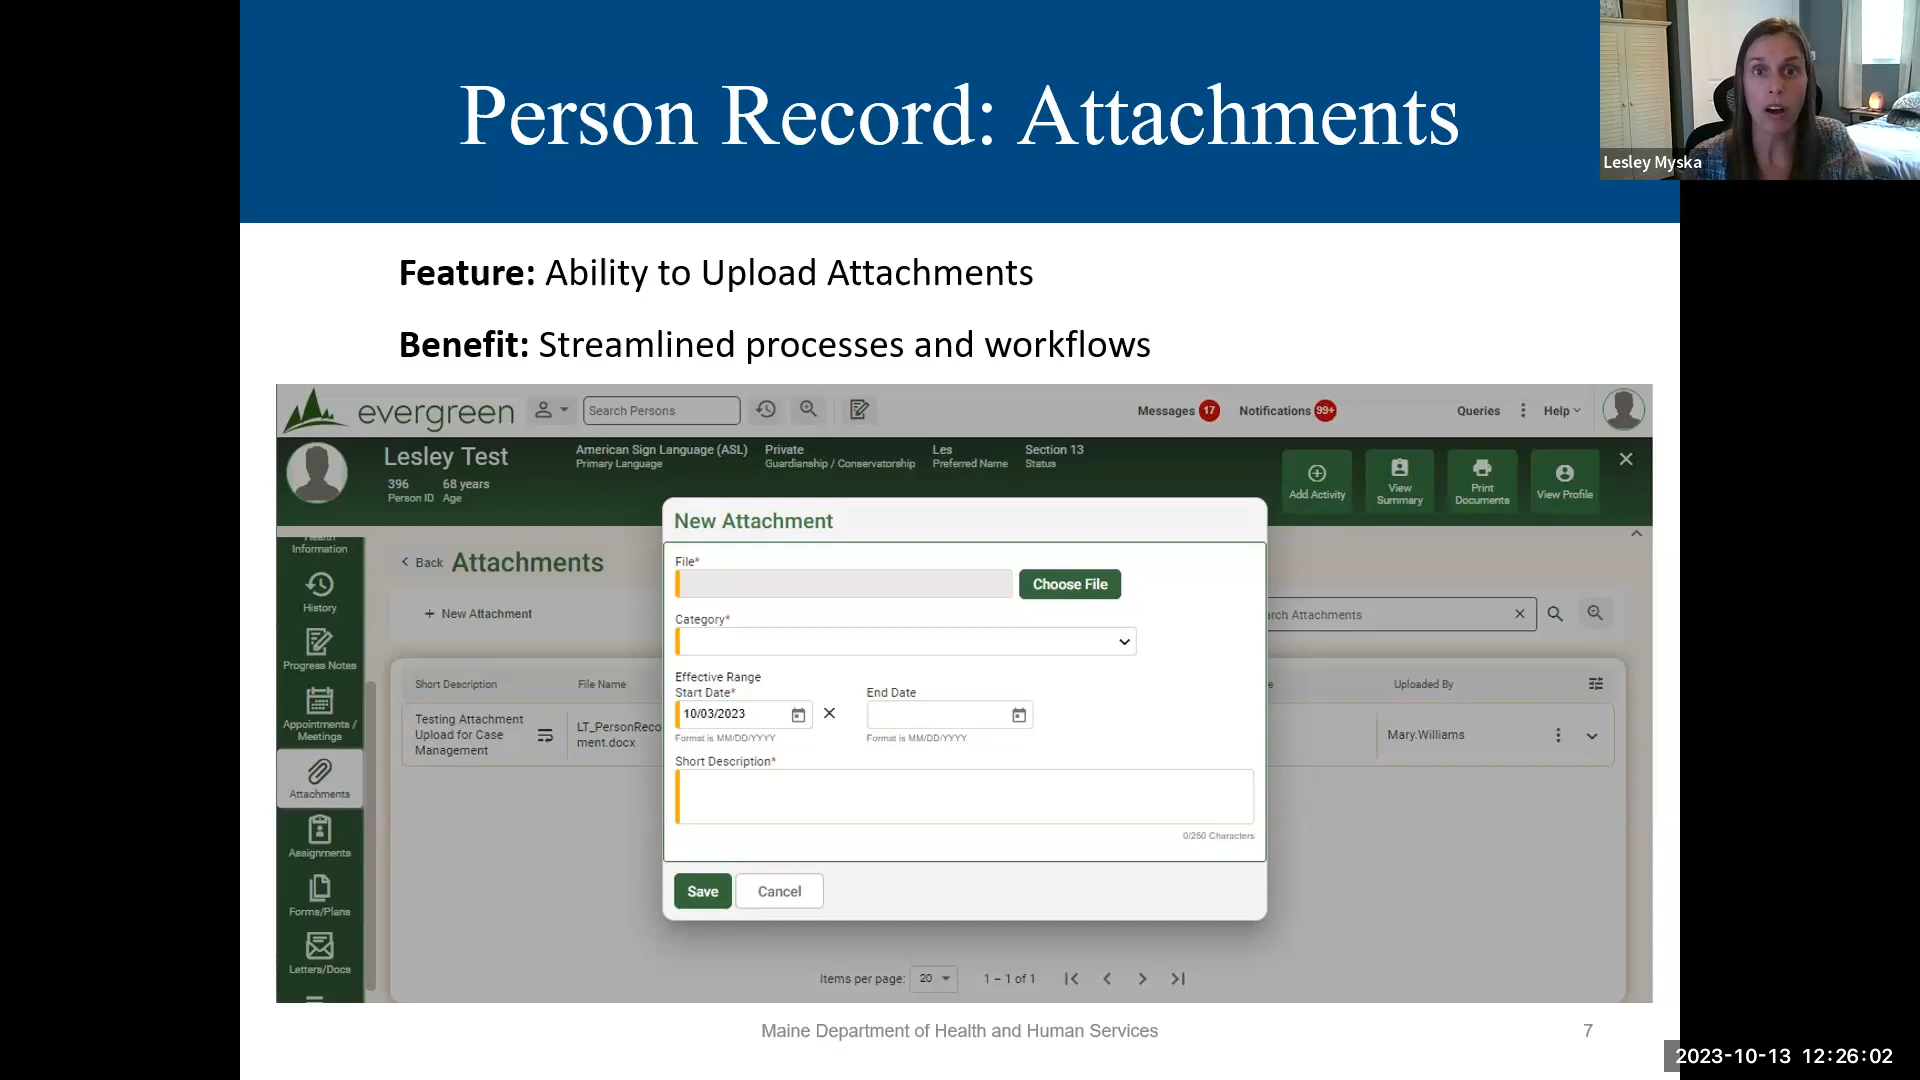 Person Record: Attachments
Lesley Myska
Feature: Ability to Upload Attachments
Benefit: Streamlined processes and workflows
evergreen
Search Persons
Messages 17
Notifications 99+
Queries
Help
Lesley Test
396
Person ID
68 years
Age
American Sign Language (ASL)
Primary Language
Private
Guardianship / Conservatorship
Les
Preferred Name
Section 13
Status
Add Activity
View
Summary
Print
Documents
View Profile
Health
Information
History
Progress Notes
Appointments /
Meetings
Attachments
Assignments
Forms/Plans
Letters/Docs
Back Attachments
+ New Attachment
rch Attachments
Short Description
File Name
Uploaded By
Testing Attachment
Upload for Case
Management
LT_PersonReco
ment.docx
Mary.Williams
New Attachment
File*
Choose File
Category*
Effective Range
Start Date*
10/03/2023
Format is MM/DD/YYYY
End Date
Format is MM/DD/YYYY
Short Description*
0/250 Characters
Save
Cancel
Items per page: 20
1 – 1 of 1
Maine Department of Health and Human Services
7
2023-10-13 12:26:02